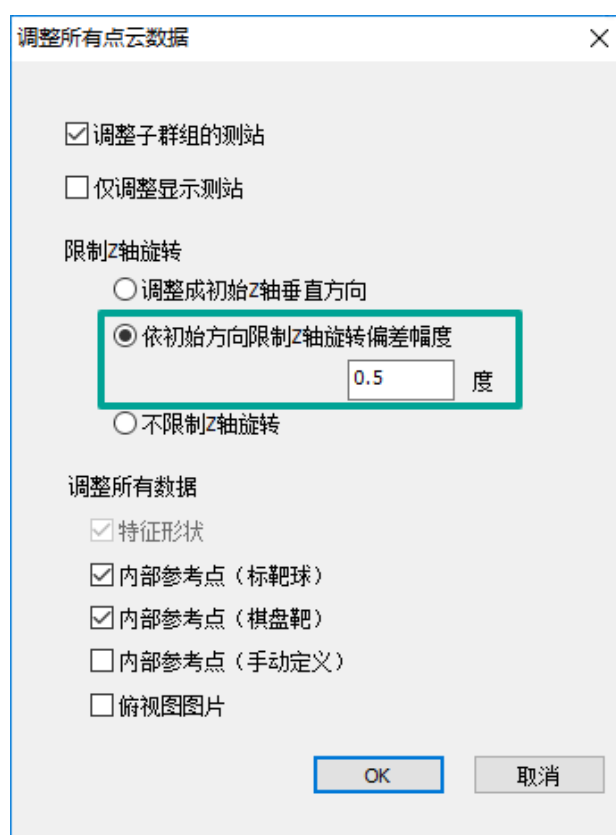 调整所有点云数据
调整子群组的测站
仅调整显示测站
限制Z轴旋转
调整成初始Z轴垂直方向
依初始方向限制Z轴旋转偏差幅度
0.5 度
不限制Z轴旋转
调整所有数据
特征形状
内部参考点（标靶球）
内部参考点（棋盘靶）
内部参考点（手动定义）
俯视图图片
OK 取消